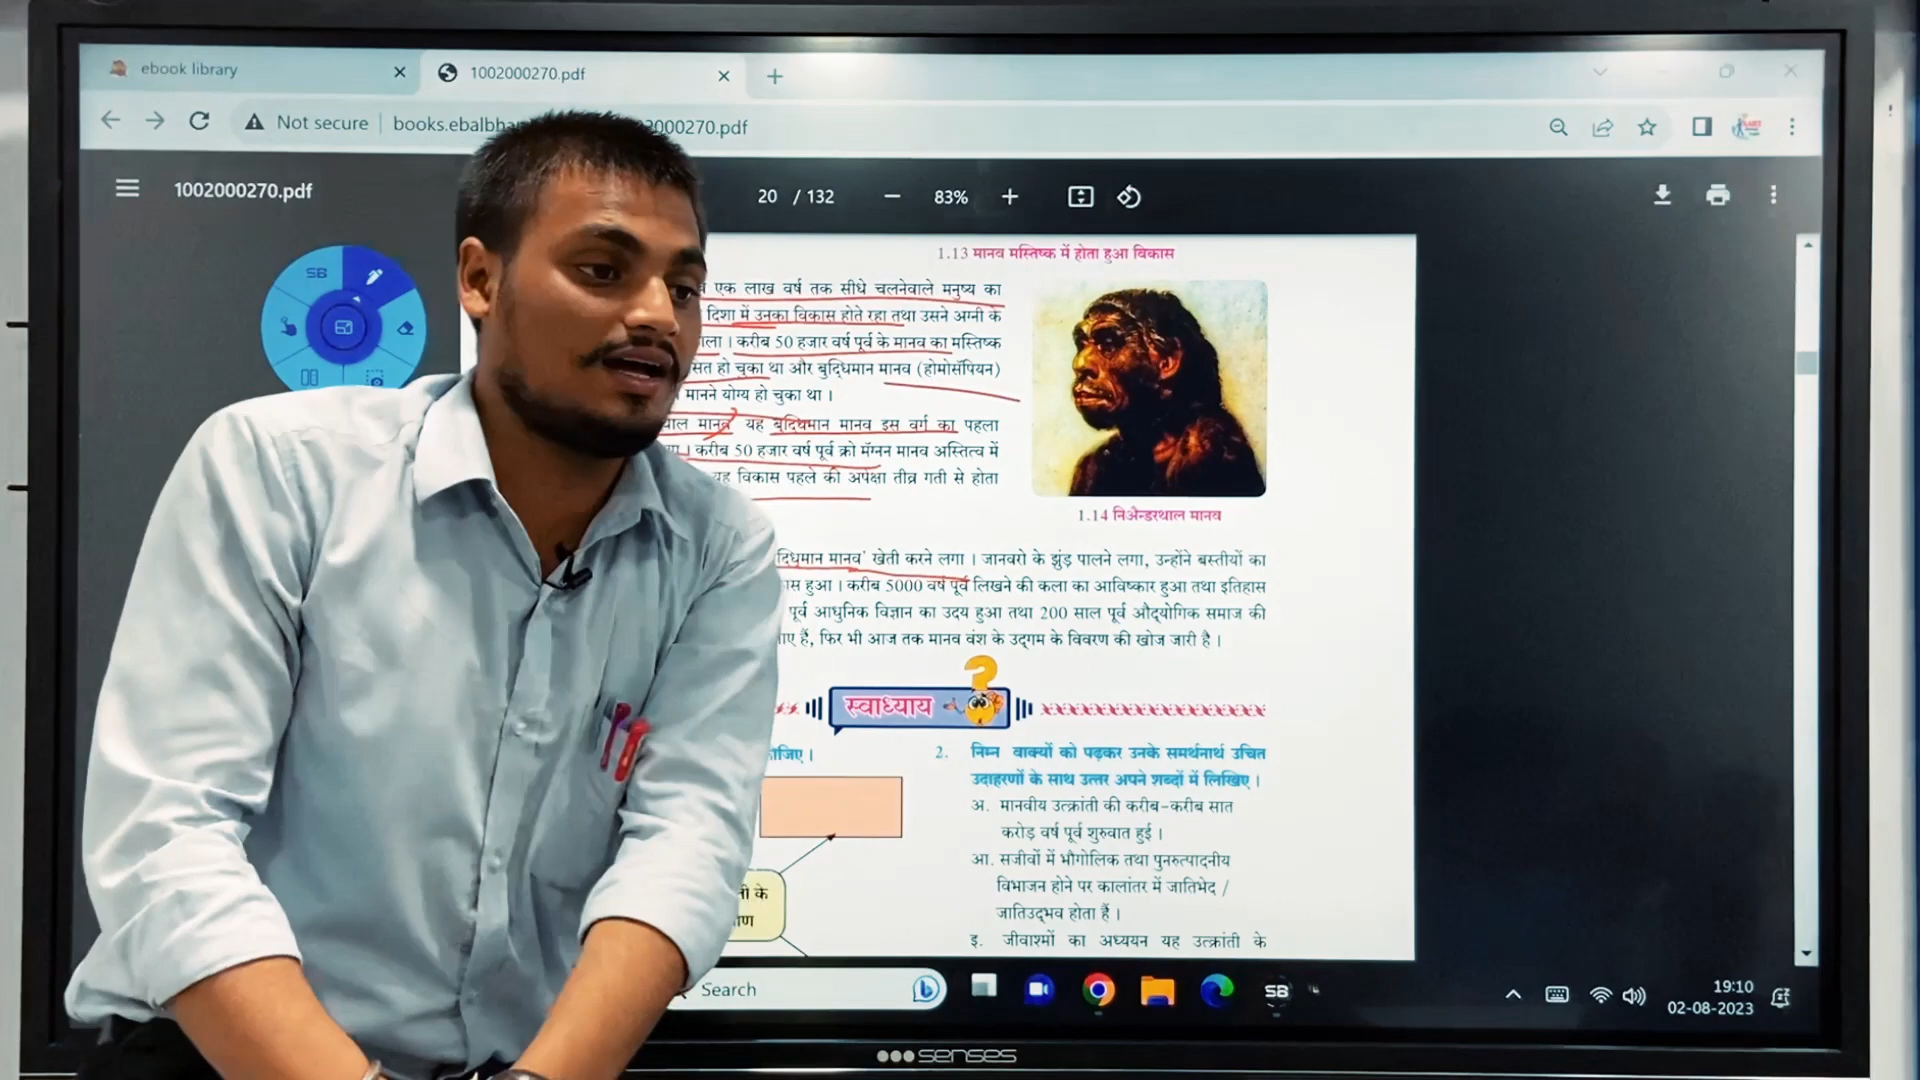 ebook library
1002000270.pdf
Not secure
books.ebalbha
000270.pdf
1002000270.pdf
20 / 132
83%
SB
1.13 मानव मस्तिष्क में होता हुआ विकास
एक लाख वर्ष तक सीधे चलनेवाले मनुष्य का
दिशा में उनका विकास होते रहा तथा उसने अग्नी के
ला । करीब 50 हजार वर्ष पूर्व के मानव का मस्तिष्क
सत हो चुका था और बुद्धिमान मानव (होमोसॅपियन)
मानने योग्य हो चुका था ।
थाल मानव' यह बुद्धिमान मानव इस वर्ग का पहला
। करीब 50 हजार वर्ष पूर्व क्रो मॅग्नन मानव अस्तित्व में
यह विकास पहले की अपेक्षा तीव्र गती से होता
1.14 निॲन्डरथाल मानव
द्धिमान मानव' खेती करने लगा । जानवरो के झुंड़ पालने लगा, उन्होंने बस्तीयों का
ास हुआ । करीब 5000 वर्ष पूर्व लिखने की कला का आविष्कार हुआ तथा इतिहास
पूर्व आधुनिक विज्ञान का उदय हुआ तथा 200 साल पूर्व औद्योगिक समाज की
ाए हैं, फिर भी आज तक मानव वंश के उद्गम के विवरण की खोज जारी है ।
स्वाध्याय
ीजिए ।
नी के
ाण
2. निम्न वाक्यों को पढ़कर उनके समर्थनार्थ उचित
उदाहरणों के साथ उत्तर अपने शब्दों में लिखिए ।
अ. मानवीय उत्क्रांती की करीब-करीब सात
करोड़ वर्ष पूर्व शुरुवात हुई ।
आ. सजीवों में भौगोलिक तथा पुनरुत्पादनीय
विभाजन होने पर कालांतर में जातिभेद /
जातिउद्भव होता हैं ।
इ. जीवाश्मों का अध्ययन यह उत्क्रांती के
Search
SB
19:10
02-08-2023
senses